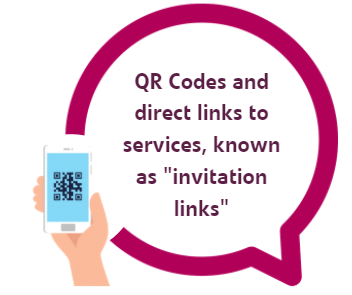 QR Codes and
direct links to
services, known
as "invitation
links"